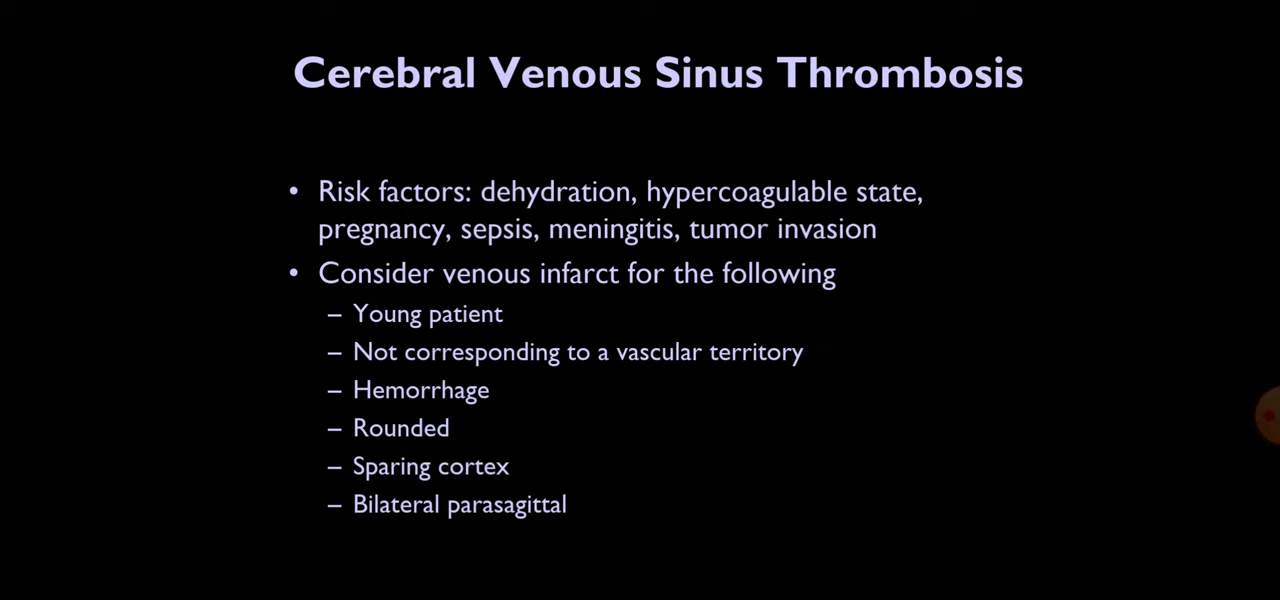 Cerebral Venous Sinus Thrombosis
• Risk factors: dehydration, hypercoagulable state,
pregnancy, sepsis, meningitis, tumor invasion
• Consider venous infarct for the following
– Young patient
– Not corresponding to a vascular territory
– Hemorrhage
– Rounded
– Sparing cortex
– Bilateral parasagittal